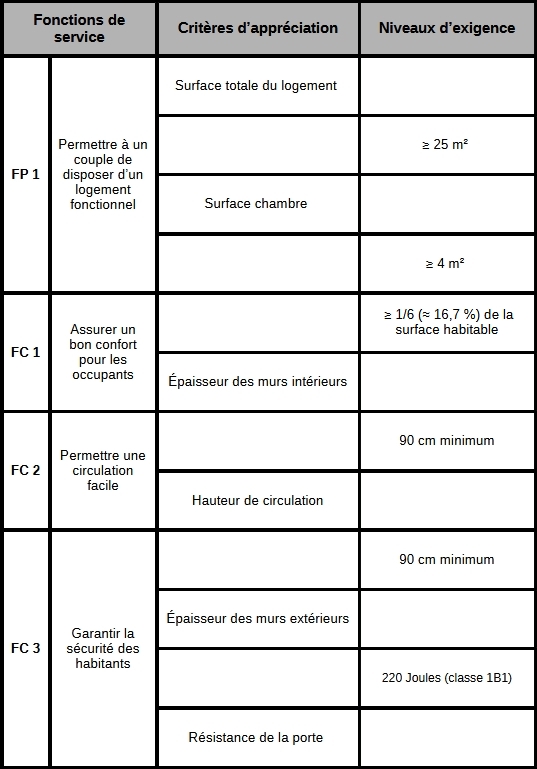 Fonctions de
service
Critères d'appréciation
Niveaux d'exigence
FP 1
Permettre à un
couple de
disposer d'un
logement
fonctionnel
Surface totale du logement
≥ 25 m²
Surface chambre
≥ 4 m²
FC 1
Assurer un
bon confort
pour les
occupants
≥ 1/6 (≈ 16,7 %) de la
surface habitable
Épaisseur des murs intérieurs
FC 2
Permettre une
circulation
facile
90 cm minimum
Hauteur de circulation
FC 3
Garantir la
sécurité des
habitants
90 cm minimum
Épaisseur des murs extérieurs
220 Joules (classe 1B1)
Résistance de la porte